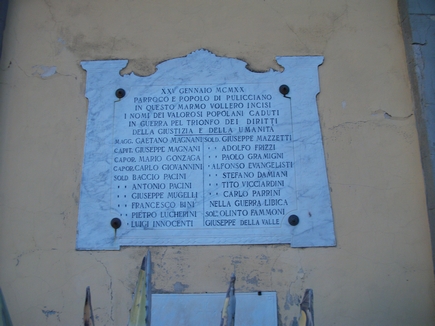 XXV GENNAIO MCMXX
PARROCO E POPOLO DI PULICCIANO
IN QUESTO MARMO VOLLERO INCISI
I NOMI DEI VALOROSI POPOLANI CADUTI
IN GUERRA PEL TRIONFO DEI DIRITTI
DELLA GIUSTIZIA E DELLA UMANITÀ
MAGG. GAETANO MAGNANI SOLD. GIUSEPPE MAZZETTI
CAPIT. GIUSEPPE MAGNANI " " ADOLFO FRIZZI
CAPOR. MARIO GONZAGA " " PAOLO GRAMIGNI
CAPOR. CARLO GIOVANNINI " ALFONSO EVANGELISTI
SOLD. BACCIO PACINI " " STEFANO DAMIANI
" " ANTONIO PACINI " " TITO VICCIARDINI
" " GIUSEPPE MUGELLI " " CARLO PARRINI
" " FRANCESCO BINI NELLA GUERRA LIBICA
" " PIETRO LUCHERINI SOL. OLINTO FAMMONI
" " LUIGI INNOCENTI GIUSEPPE DELLA VALLE